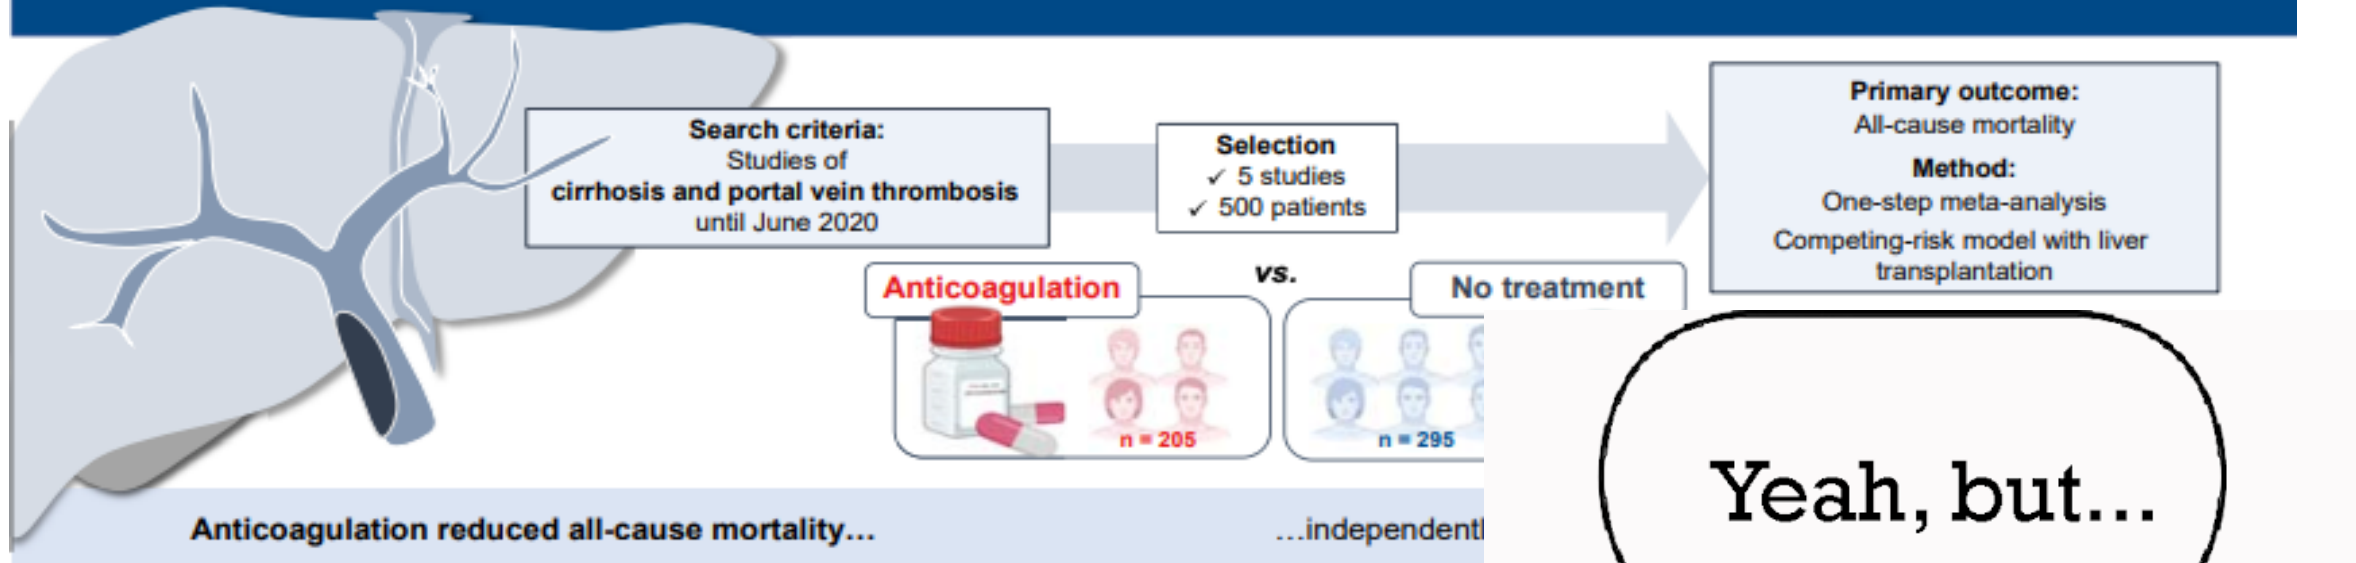 Search criteria:
Studies of
cirrhosis and portal vein thrombosis
until June 2020
Selection
✓ 5 studies
✓ 500 patients
Primary outcome:
All-cause mortality
Method:
One-step meta-analysis
Competing-risk model with liver
transplantation
Anticoagulation
vs.
No treatment
n = 205
n = 295
Anticoagulation reduced all-cause mortality...
...independentl
Yeah, but...